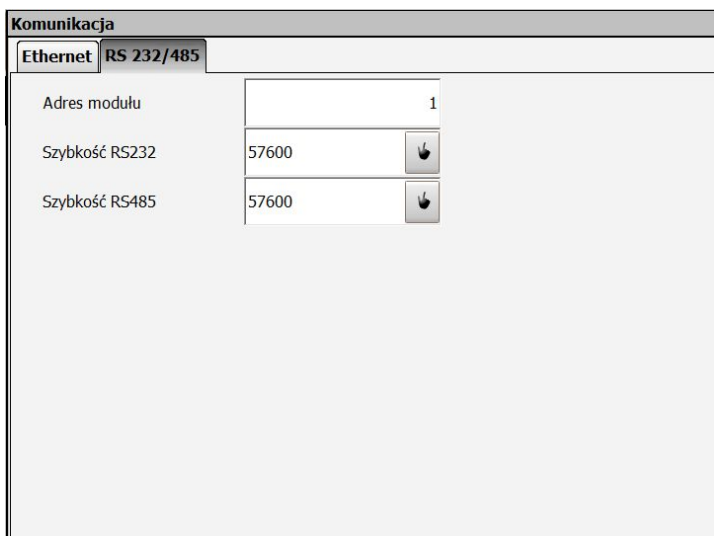 Komunikacja
Ethernet RS 232/485
Adres modułu 1
Szybkość RS232 57600
Szybkość RS485 57600